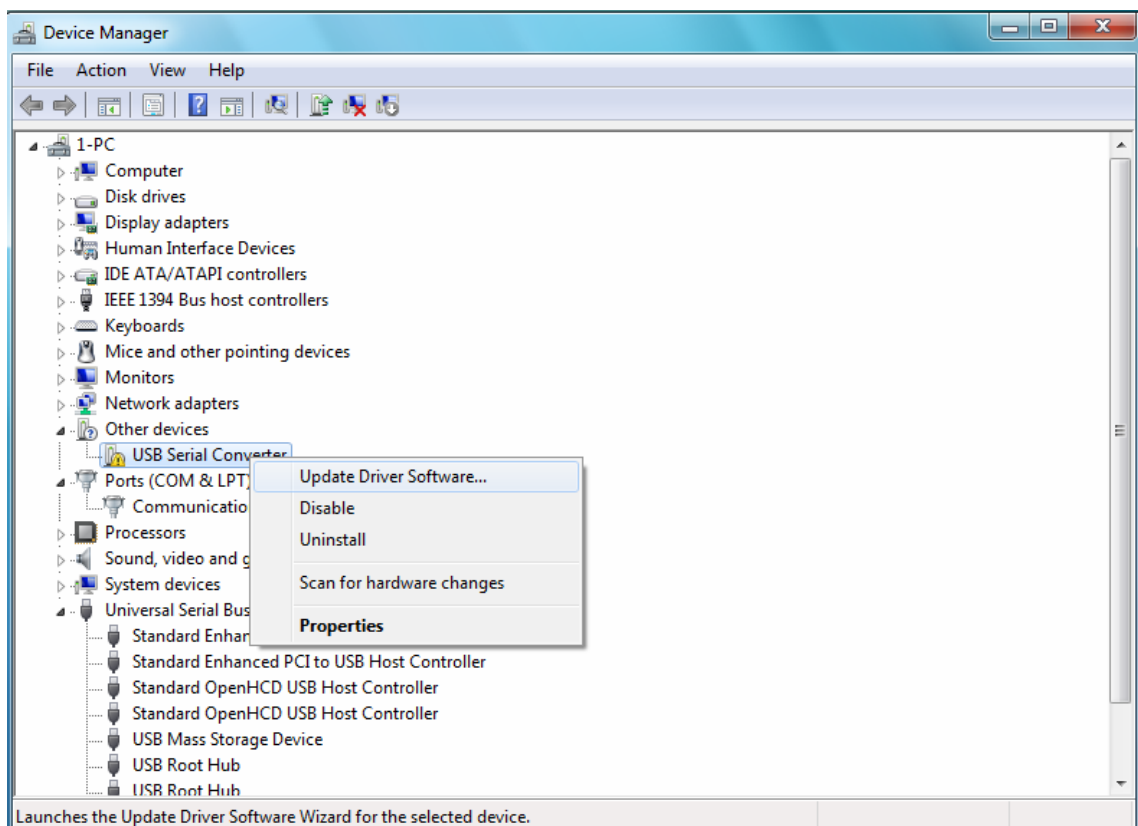 Device Manager
File Action View Help
1-PC
Computer
Disk drives
Display adapters
Human Interface Devices
IDE ATA/ATAPI controllers
IEEE 1394 Bus host controllers
Keyboards
Mice and other pointing devices
Monitors
Network adapters
Other devices
USB Serial Converter
Update Driver Software...
Ports (COM & LPT)
Communicatio
Disable
Processors
Uninstall
Sound, video and g
System devices
Scan for hardware changes
Universal Serial Bus
Properties
Standard Enhan
Standard Enhanced PCI to USB Host Controller
Standard OpenHCD USB Host Controller
Standard OpenHCD USB Host Controller
USB Mass Storage Device
USB Root Hub
USB Root Hub
Launches the Update Driver Software Wizard for the selected device.